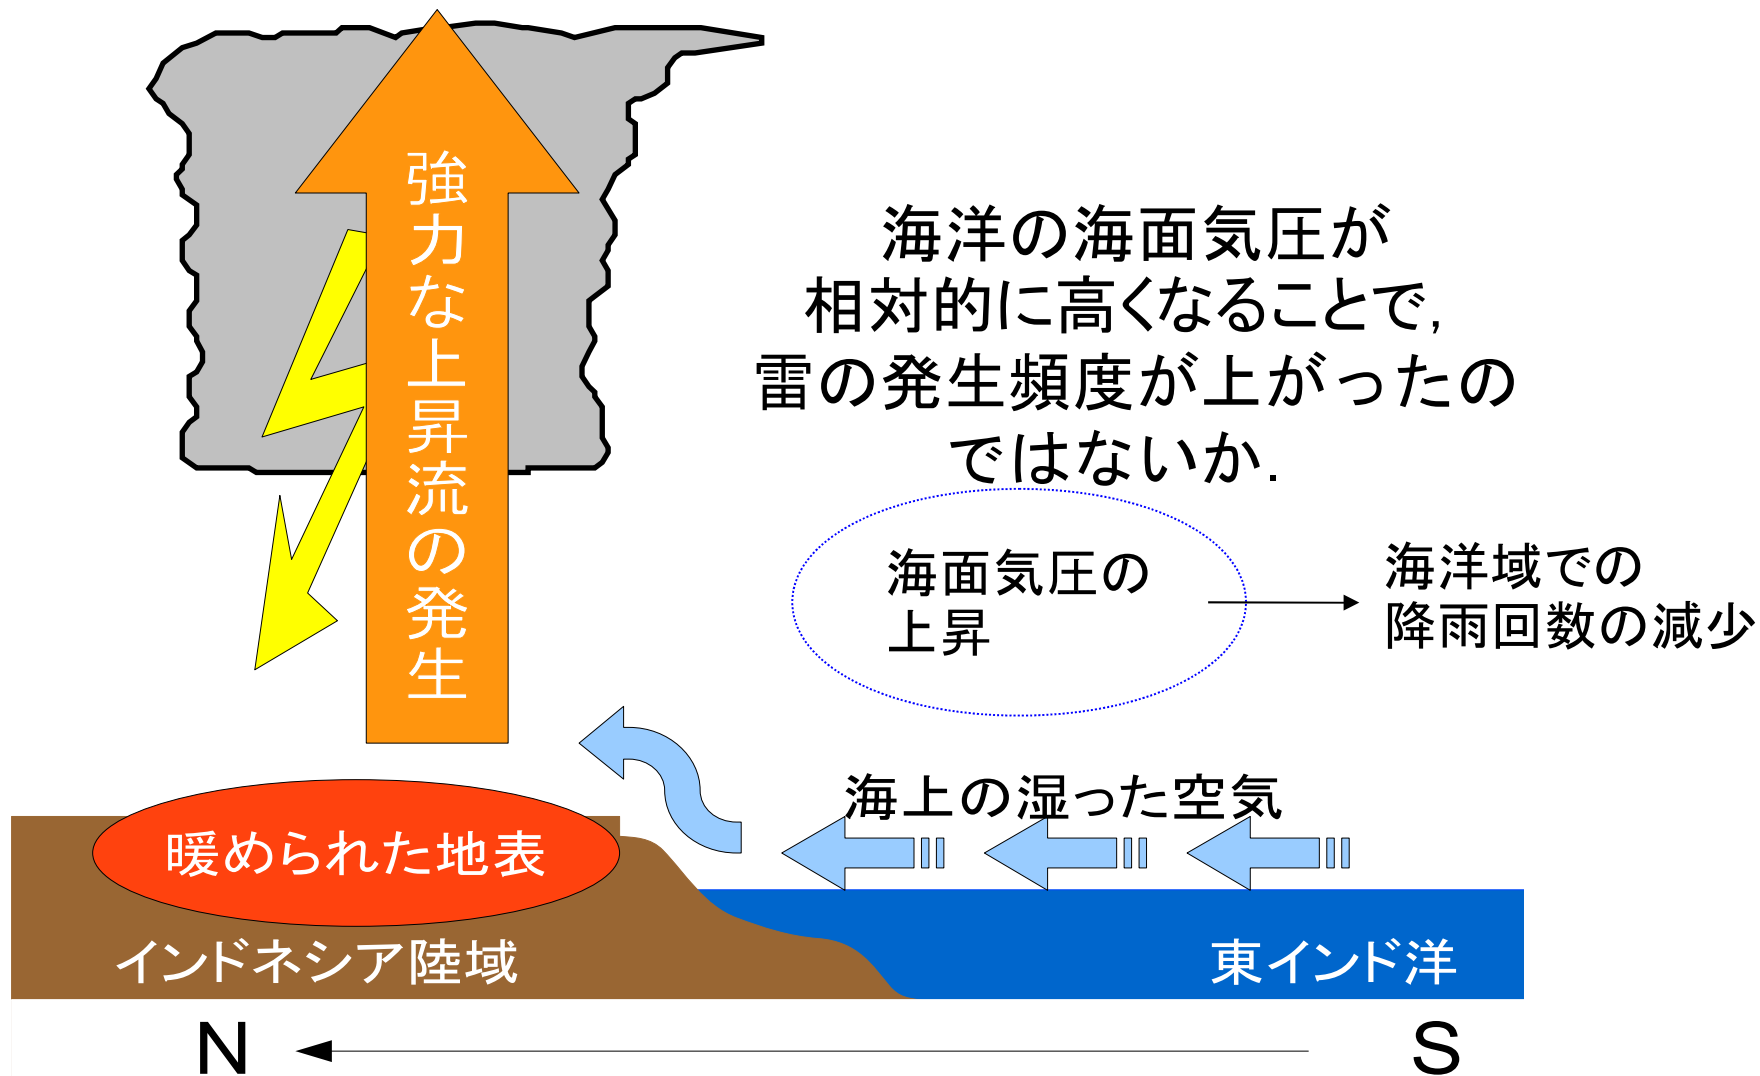 強力な上昇流の発生
海洋の海面気圧が
相対的に高くなることで,
雷の発生頻度が上がったの
ではないか.
海面気圧の
上昇
海洋域での
降雨回数の減少
海上の湿った空気
暖められた地表
インドネシア陸域
東インド洋
N
S